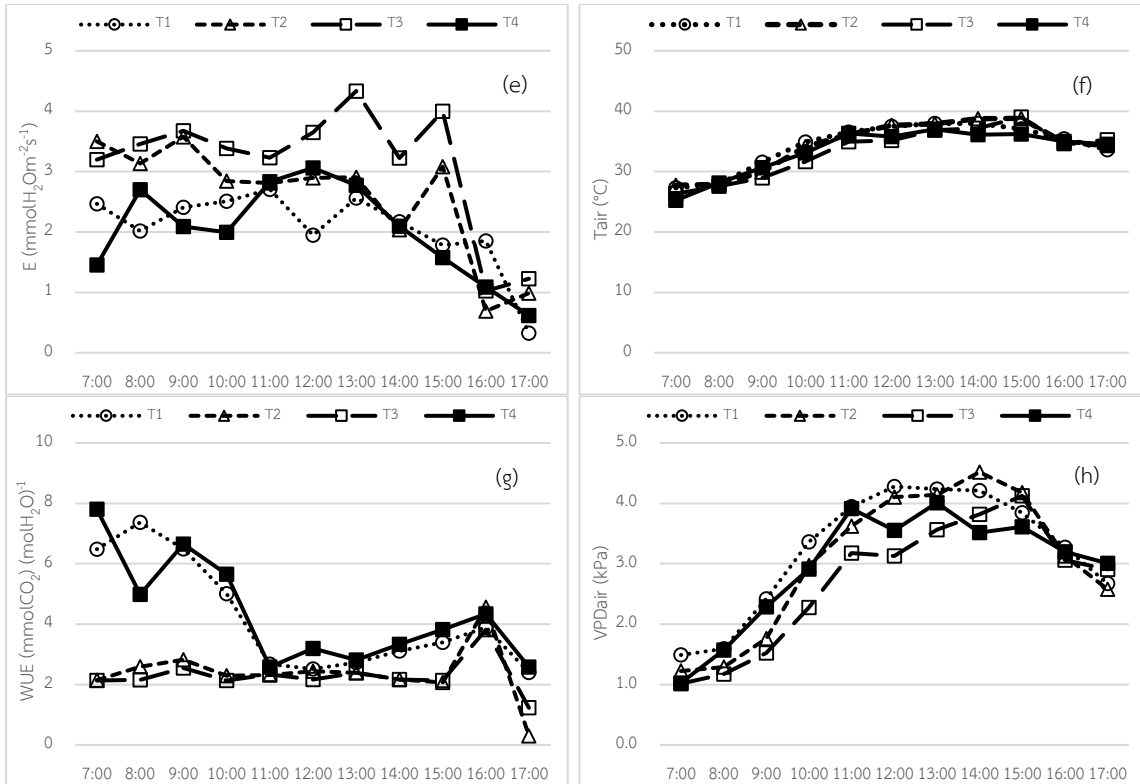 T1 T2 T3 T4
5
4
3
2
1
0
E (mmolH₂Om⁻²s⁻¹)
(e)
7:00 8:00 9:00 10:00 11:00 12:00 13:00 14:00 15:00 16:00 17:00
T1 T2 T3 T4
50
40
30
20
10
0
Tair (°C)
(f)
7:00 8:00 9:00 10:00 11:00 12:00 13:00 14:00 15:00 16:00 17:00
T1 T2 T3 T4
10
8
6
4
2
0
WUE (mmolCO₂) (molH₂O)⁻¹
(g)
7:00 8:00 9:00 10:00 11:00 12:00 13:00 14:00 15:00 16:00 17:00
T1 T2 T3 T4
5.0
4.0
3.0
2.0
1.0
0.0
VPDair (kPa)
(h)
7:00 8:00 9:00 10:00 11:00 12:00 13:00 14:00 15:00 16:00 17:00